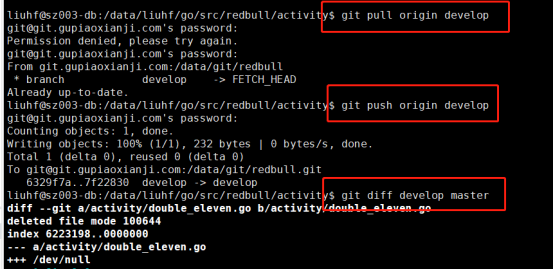 liuhf@sz003-db:/data/liuhf/go/src/redbull/activity$ git pull origin develop
git@git.gupiaoxianji.com's password:
Permission denied, please try again.
git@git.gupiaoxianji.com's password:
From git.gupiaoxianji.com:/data/git/redbull
 * branch            develop    -> FETCH_HEAD
Already up-to-date.
liuhf@sz003-db:/data/liuhf/go/src/redbull/activity$ git push origin develop
git@git.gupiaoxianji.com's password:
Counting objects: 1, done.
Writing objects: 100% (1/1), 232 bytes | 0 bytes/s, done.
Total 1 (delta 0), reused 0 (delta 0)
To git@git.gupiaoxianji.com:/data/git/redbull.git
   6329f7a..7f22830  develop -> develop
liuhf@sz003-db:/data/liuhf/go/src/redbull/activity$ git diff develop master
diff --git a/activity/double_eleven.go b/activity/double_eleven.go
deleted file mode 100644
index 6223198..0000000
--- a/activity/double_eleven.go
+++ /dev/null